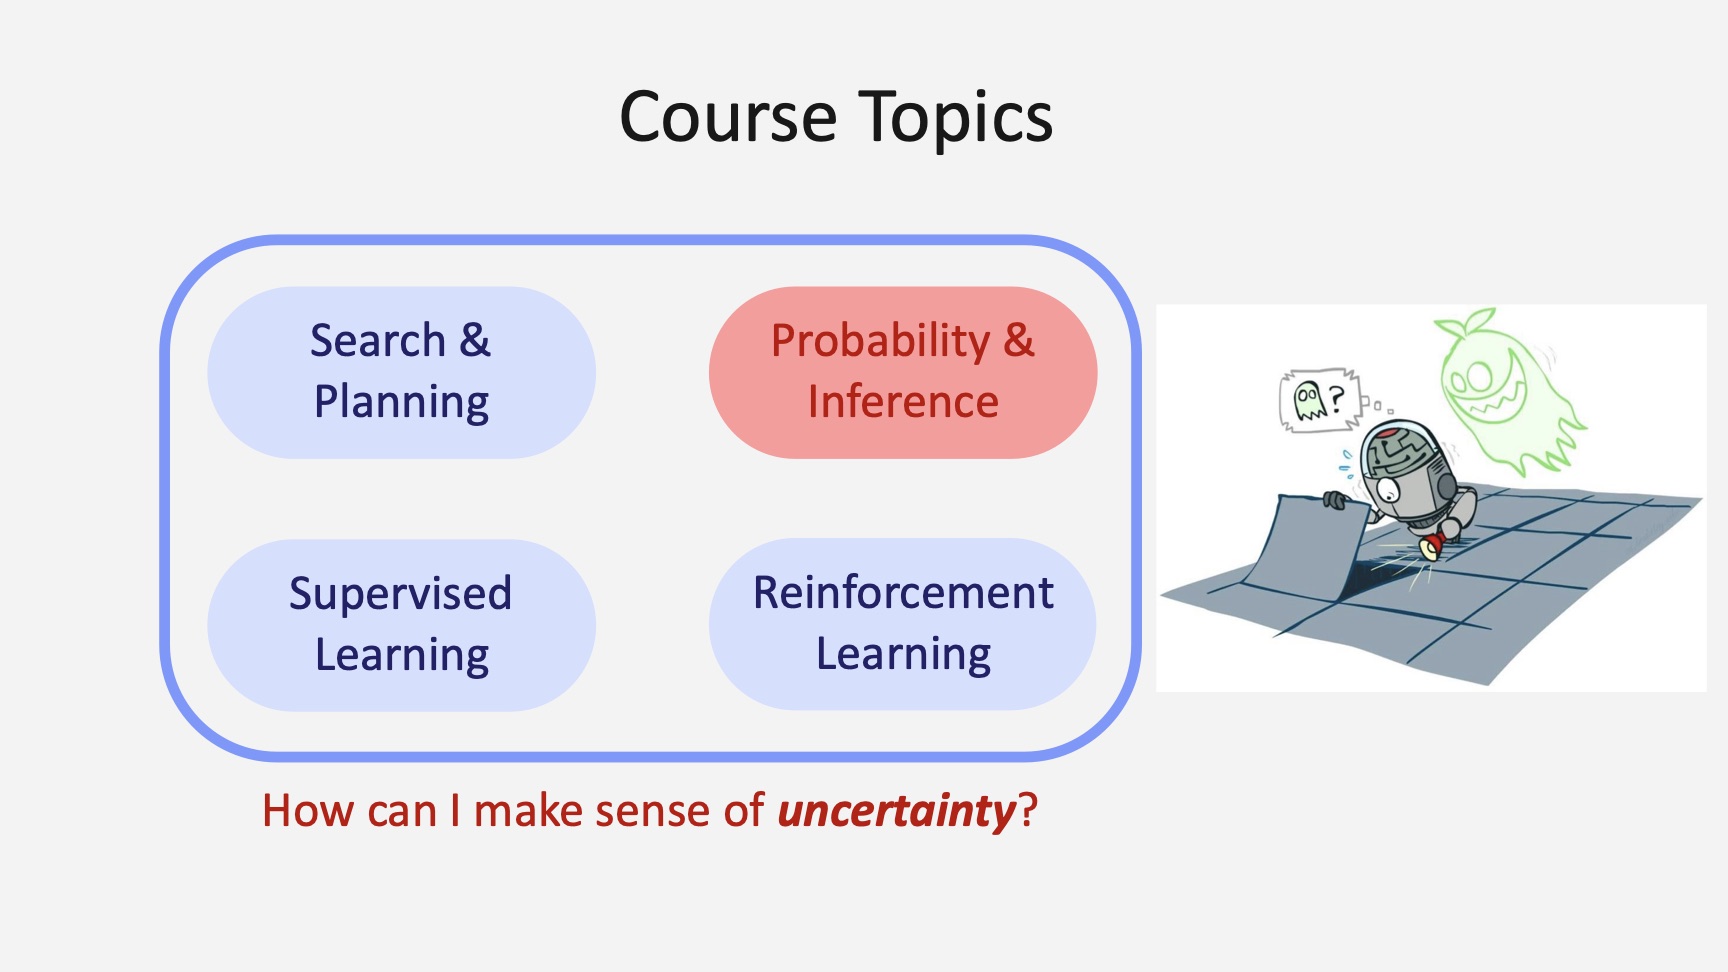 Course Topics
Search &
Planning
Probability &
Inference
?
Supervised
Learning
Reinforcement
Learning
How can I make sense of uncertainty?